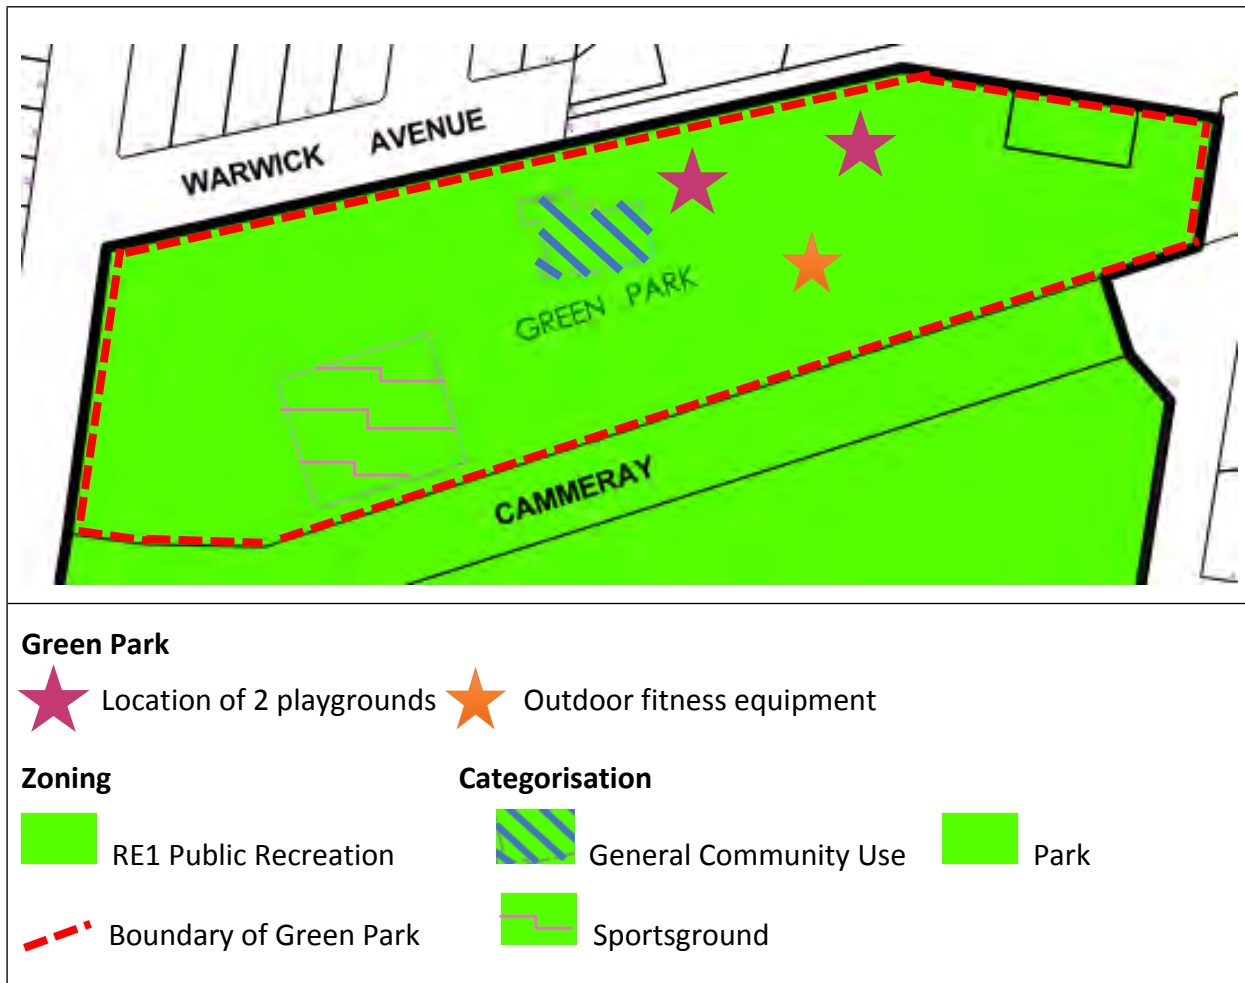 WARWICK AVENUE
GREEN PARK
CAMMERAY
Green Park
Location of 2 playgrounds
Outdoor fitness equipment
Zoning
Categorisation
RE1 Public Recreation
General Community Use
Park
Boundary of Green Park
Sportsground